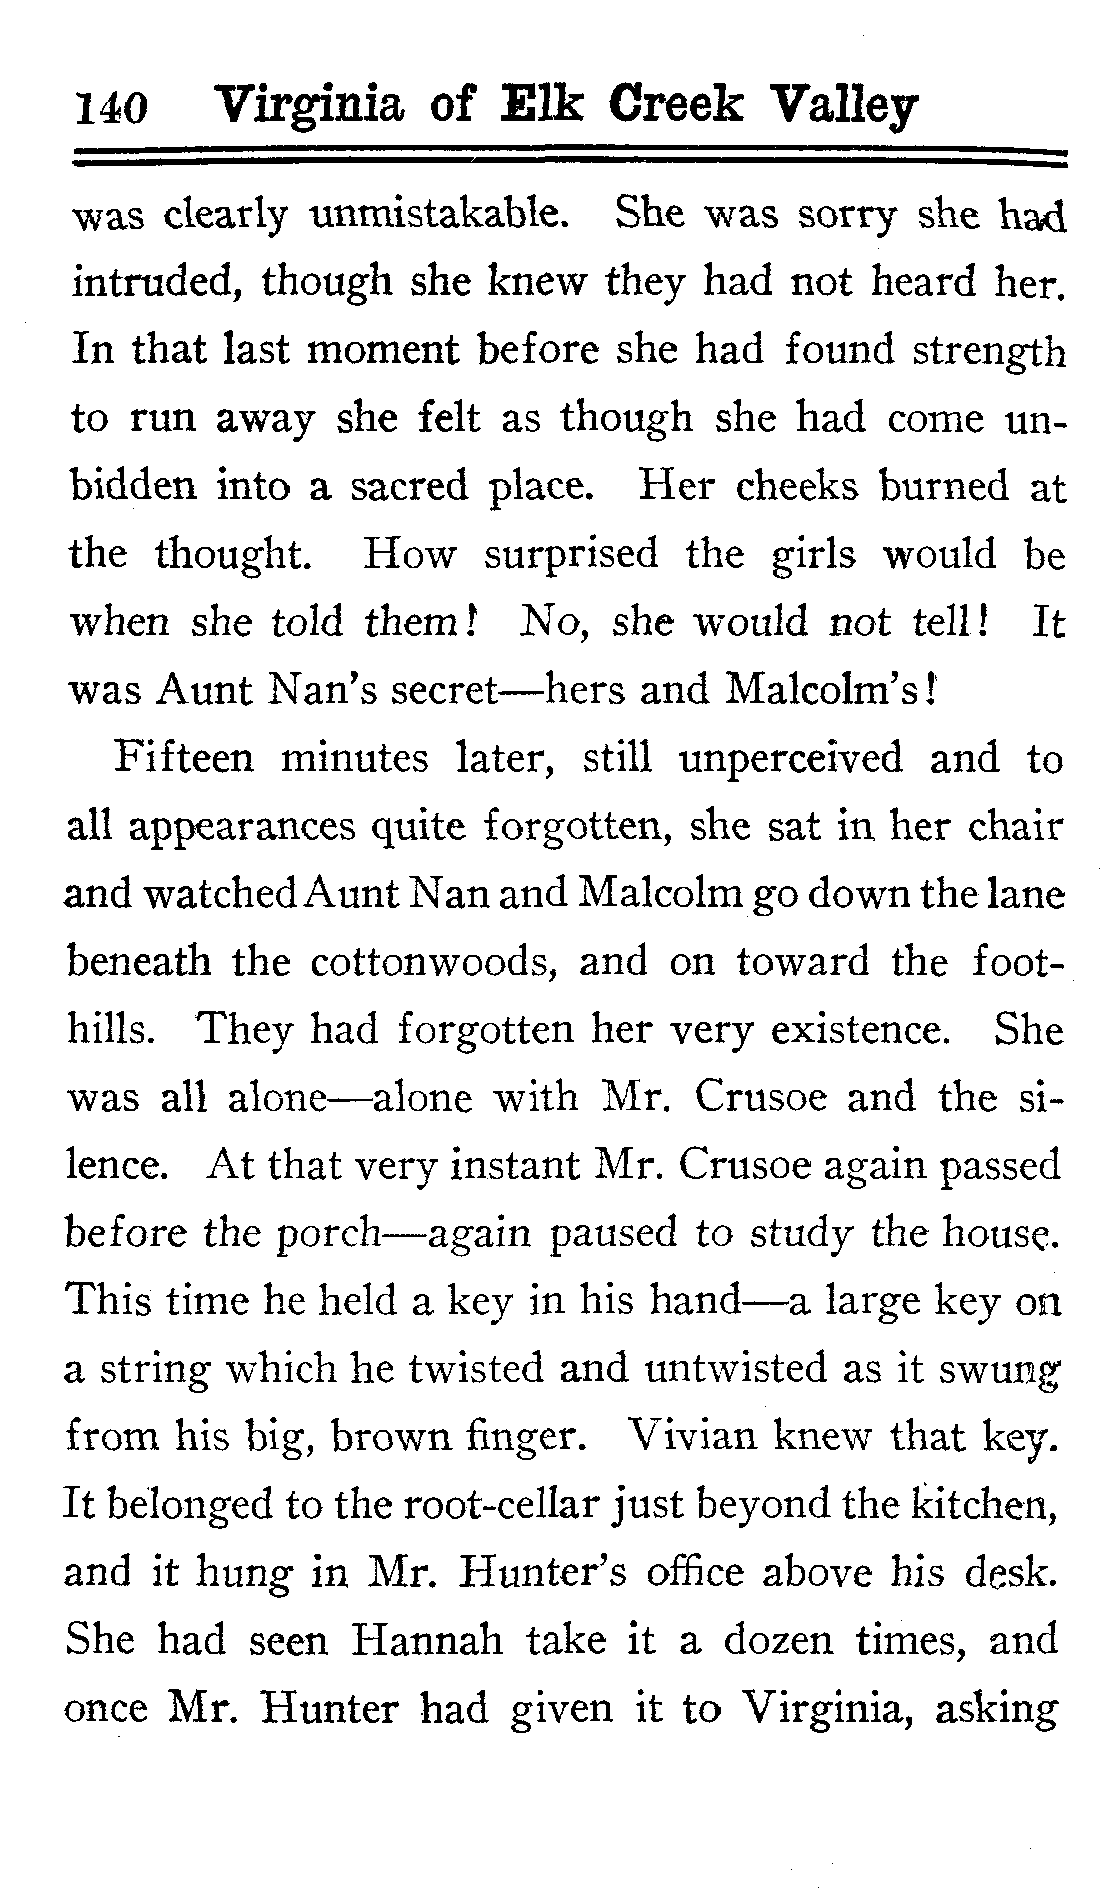 140 Virginia of Elk Creek Valley
was clearly unmistakable. She was sorry she had
intruded, though she knew they had not heard her.
In that last moment before she had found strength
to run away she felt as though she had come un-
bidden into a sacred place. Her cheeks burned at
the thought. How surprised the girls would be
when she told them! No, she would not tell! It
was Aunt Nan's secret—hers and Malcolm's!
Fifteen minutes later, still unperceived and to
all appearances quite forgotten, she sat in her chair
and watched Aunt Nan and Malcolm go down the lane
beneath the cottonwoods, and on toward the foot-
hills. They had forgotten her very existence. She
was all alone—alone with Mr. Crusoe and the si-
lence. At that very instant Mr. Crusoe again passed
before the porch—again paused to study the house.
This time he held a key in his hand—a large key on
a string which he twisted and untwisted as it swung
from his big, brown finger. Vivian knew that key.
It belonged to the root-cellar just beyond the kitchen,
and it hung in Mr. Hunter's office above his desk.
She had seen Hannah take it a dozen times, and
once Mr. Hunter had given it to Virginia, asking